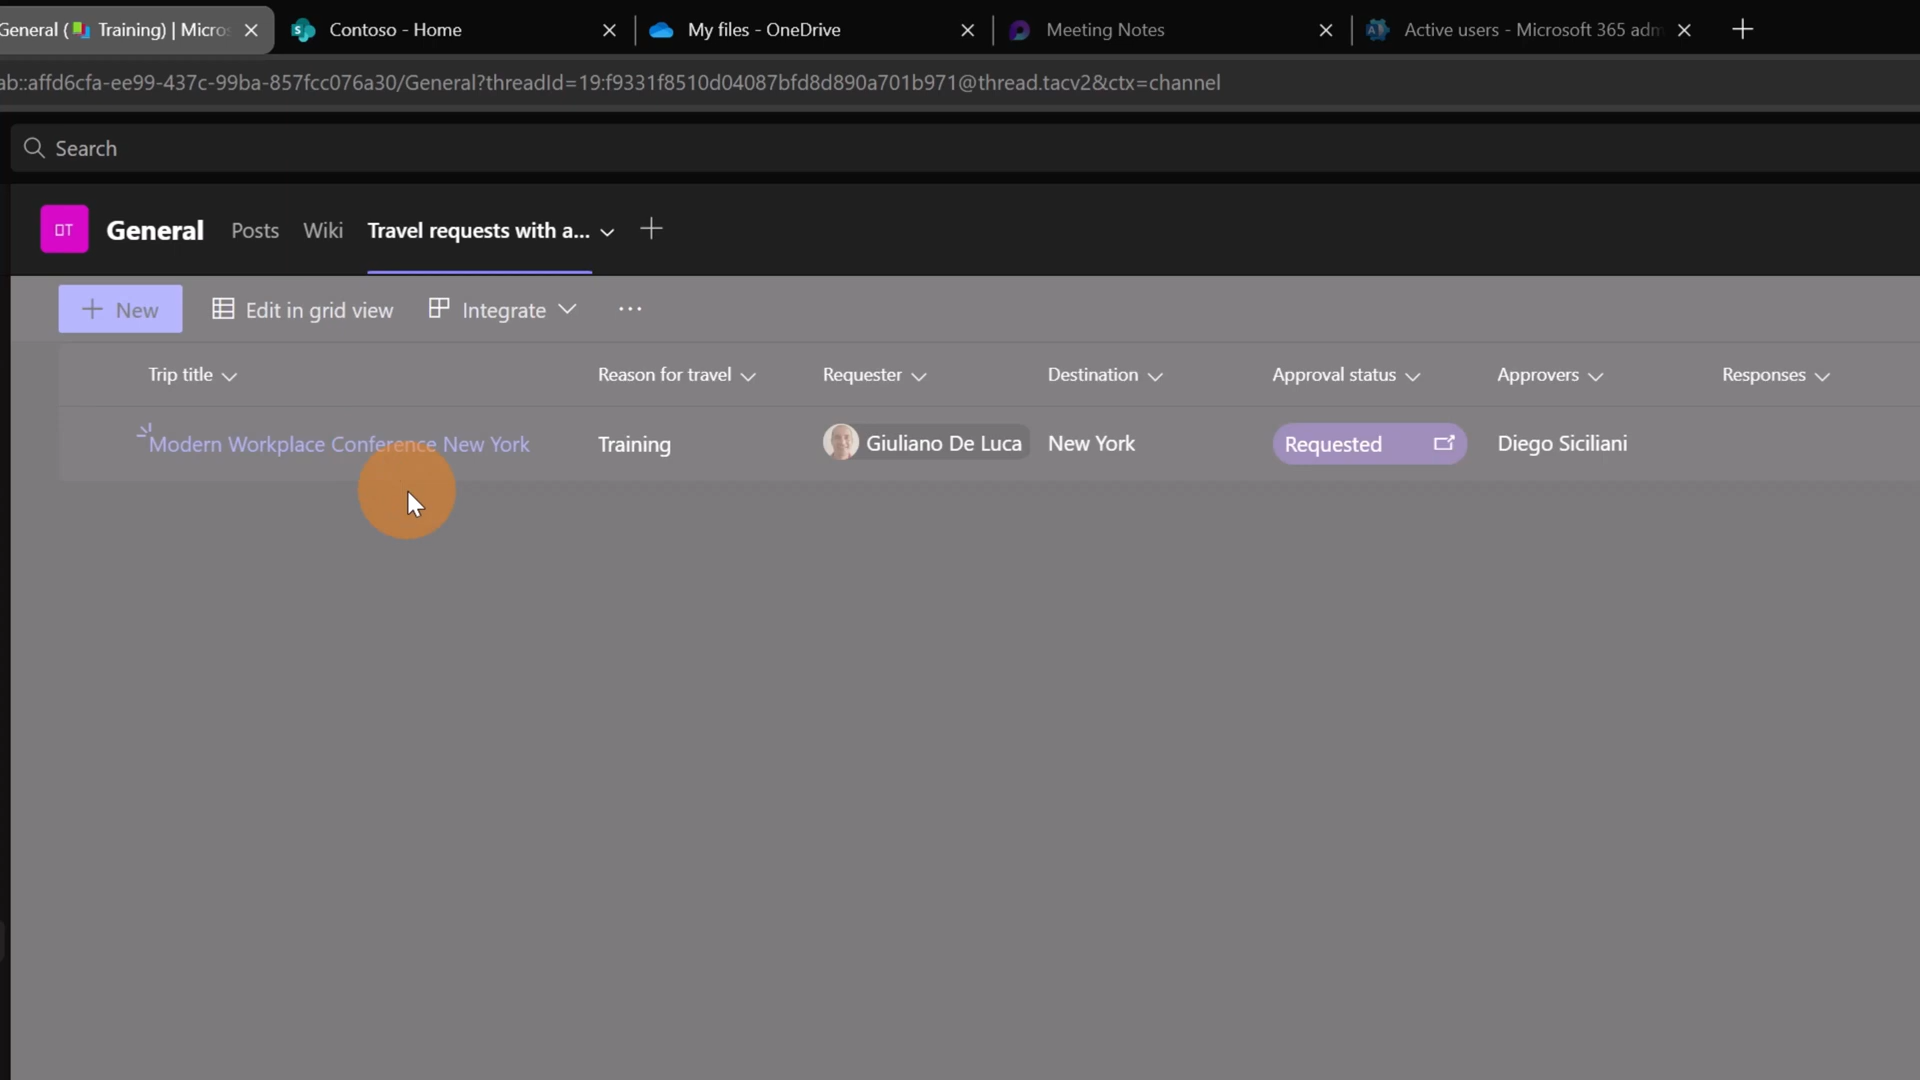 General ( Training) | Micros
Contoso - Home
My files - OneDrive
Meeting Notes
Active users - Microsoft 365 adm
ab::affd6cfa-ee99-437c-99ba-857fcc076a30/General?threadId=19:f9331f8510d04087bfd8d890a701b971@thread.tacv2&ctx=channel
Search
DT General Posts Wiki Travel requests with a...
New Edit in grid view Integrate ...
Trip title Reason for travel Requester Destination Approval status Approvers Responses
Modern Workplace Conference New York Training Giuliano De Luca New York Requested Diego Siciliani